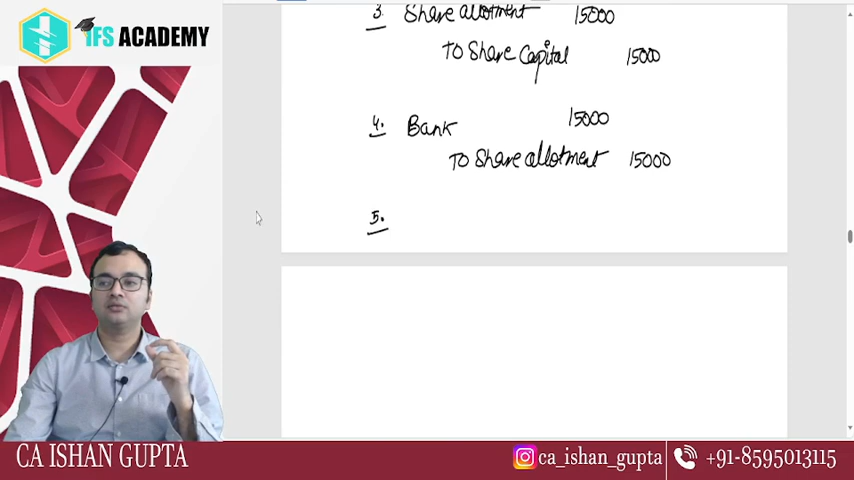 IFS ACADEMY
3. Share allotment 15000
To Share Capital 15000
4. Bank 15000
To Share allotment 15000
5.
CA ISHAN GUPTA
ca_ishan_gupta
+91-8595013115